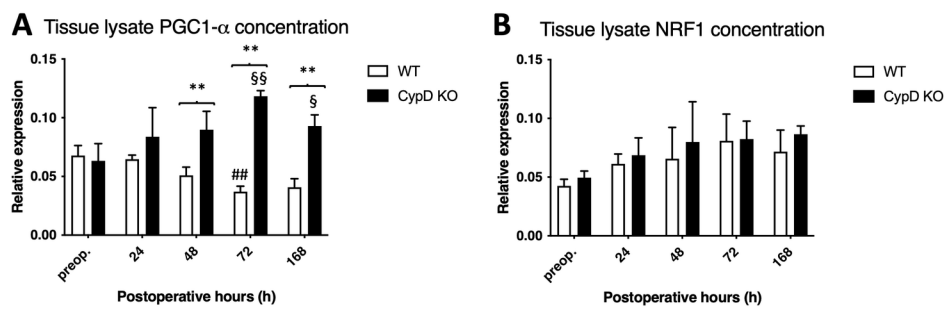 A Tissue lysate PGC1-α concentration
0.15
0.10
0.05
0.00
Relative expression
**
**
**
§§
§
##
WT
CypD KO
preop.
24
48
72
168
Postoperative hours (h)
B Tissue lysate NRF1 concentration
0.15
0.10
0.05
0.00
Relative expression
WT
CypD KO
preop.
24
48
72
168
Postoperative hours (h)